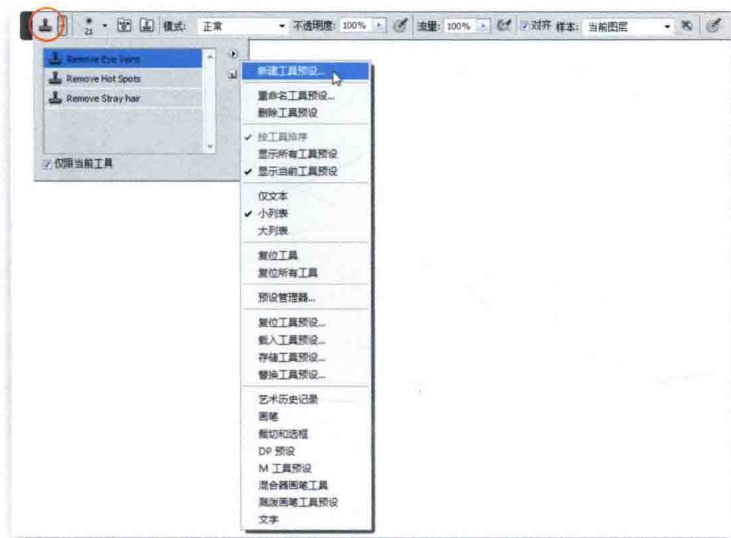 模式: 正常 不透明度: 100% 流量: 100% 对齐 样本: 当前图层
21
Remove Eye Veins
Remove Hot Spots
Remove Stray hair
仅限当前工具
新建工具预设...
重命名工具预设...
删除工具预设
按工具排序
显示所有工具预设
显示当前工具预设
仅文本
小列表
大列表
复位工具
复位所有工具
预设管理器...
复位工具预设...
载入工具预设...
存储工具预设...
替换工具预设...
艺术历史记录
画笔
裁切和选框
DP 预设
M 工具预设
混合器画笔工具
溅泼画笔工具预设
文字